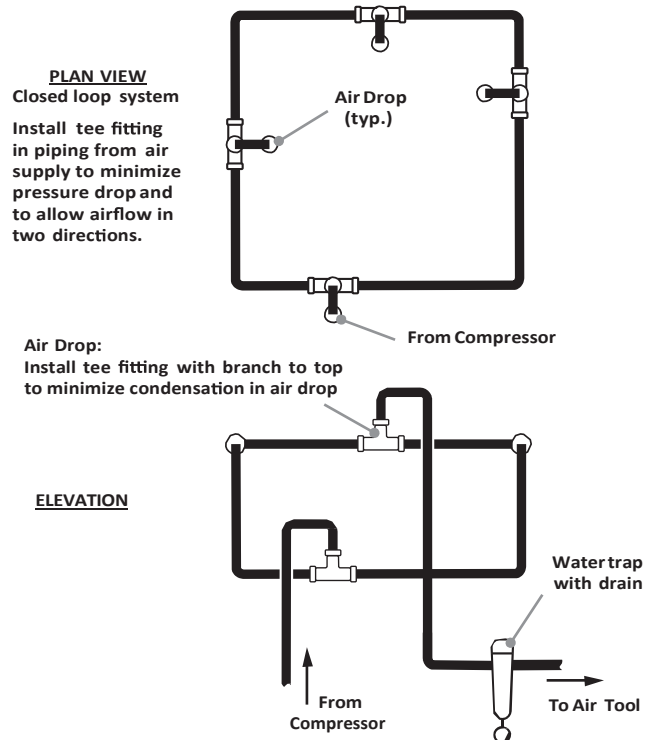 PLAN VIEW
Closed loop system
Install tee fitting
in piping from air
supply to minimize
pressure drop and
to allow airflow in
two directions.
Air Drop
(typ.)
From Compressor
Air Drop:
Install tee fitting with branch to top
to minimize condensation in air drop
ELEVATION
Water trap
with drain
From
Compressor
To Air Tool